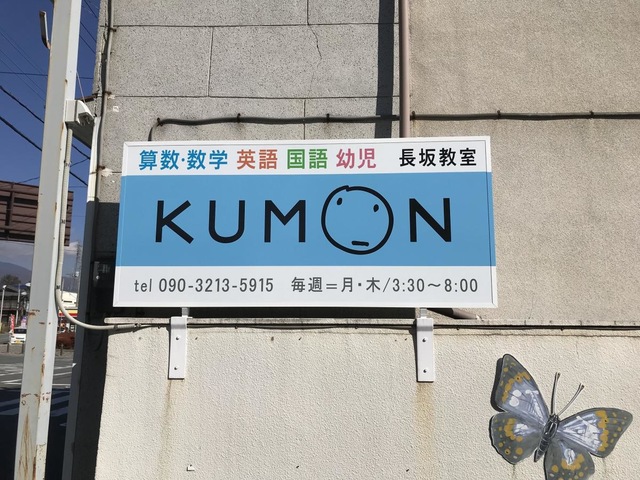 算数・数学 英語 国語 幼児 長坂教室
KUMON
tel 090-3213-5915 毎週=月・木/3:30〜8:00